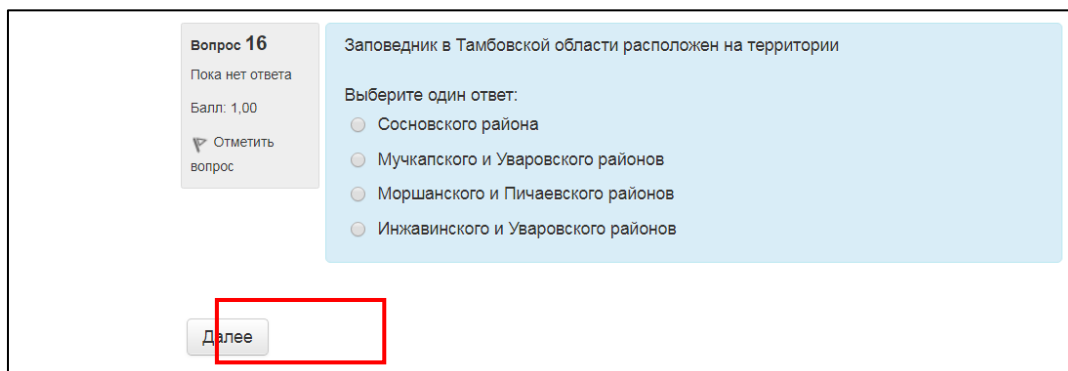 Вопрос 16
Пока нет ответа
Балл: 1,00
Отметить
вопрос
Заповедник в Тамбовской области расположен на территории
Выберите один ответ:
Сосновского района
Мучкапского и Уваровского районов
Моршанского и Пичаевского районов
Инжавинского и Уваровского районов
Далее